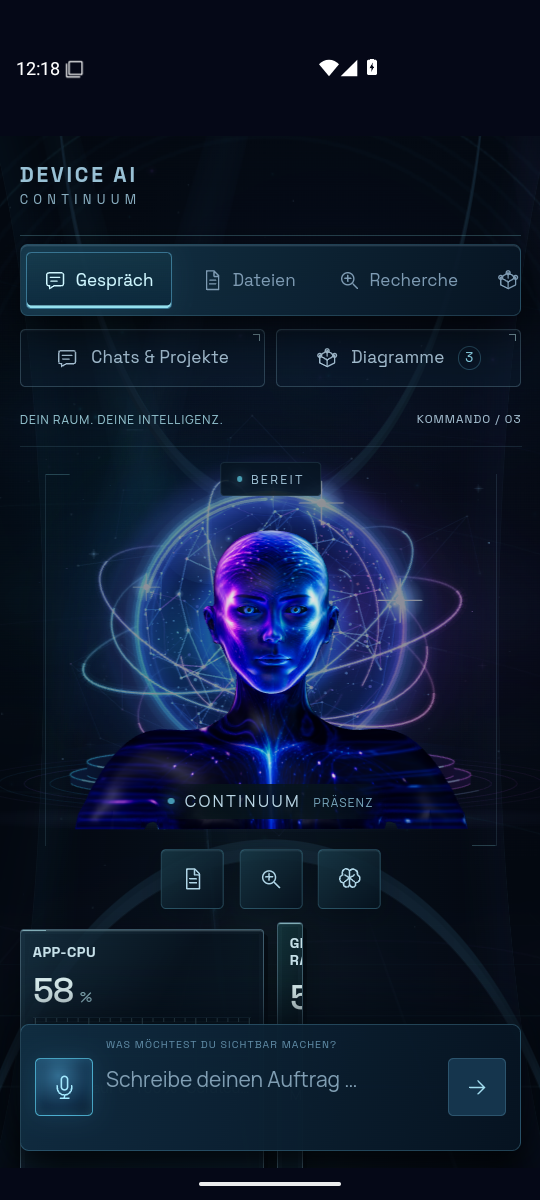 12:18
DEVICE AI
CONTINUUM
Gespräch Dateien Recherche
Chats & Projekte Diagramme 3
DEIN RAUM. DEINE INTELLIGENZ. KOMMANDO / 03
BEREIT
CONTINUUM PRÄSENZ
APP-CPU
58 %
WAS MÖCHTEST DU SICHTBAR MACHEN?
Schreibe deinen Auftrag ...